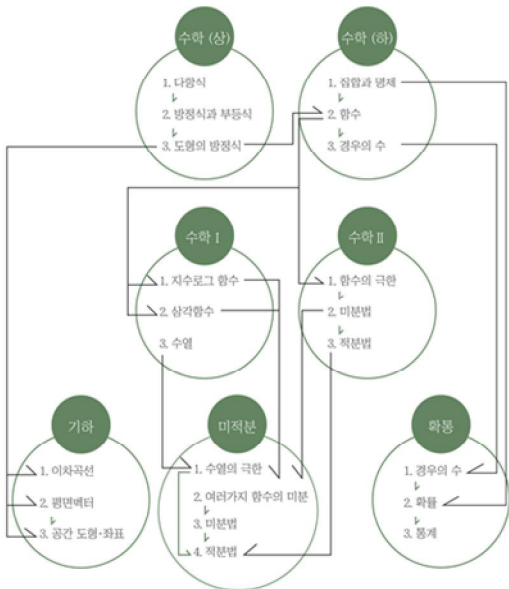 수학 (상)
1. 다항식
2. 방정식과 부등식
3. 도형의 방정식
수학 (하)
1. 집합과 명제
2. 함수
3. 경우의 수
수학 I
1. 지수로그 함수
2. 삼각함수
3. 수열
수학 II
1. 함수의 극한
2. 미분법
3. 적분법
기하
1. 이차곡선
2. 평면벡터
3. 공간 도형·좌표
미적분
1. 수열의 극한
2. 여러가지 함수의 미분
3. 미분법
4. 적분법
확통
1. 경우의 수
2. 확률
3. 통계